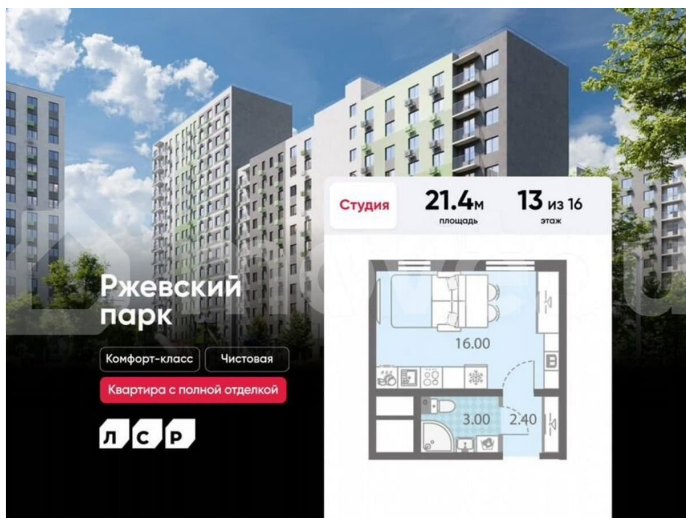 Студия
21.4м
площадь
13 из 16
этаж
Ржевский
парк
Комфорт-класс
Чистовая
Квартира с полной отделкой
ЛСР
16.00
3.00
2.40